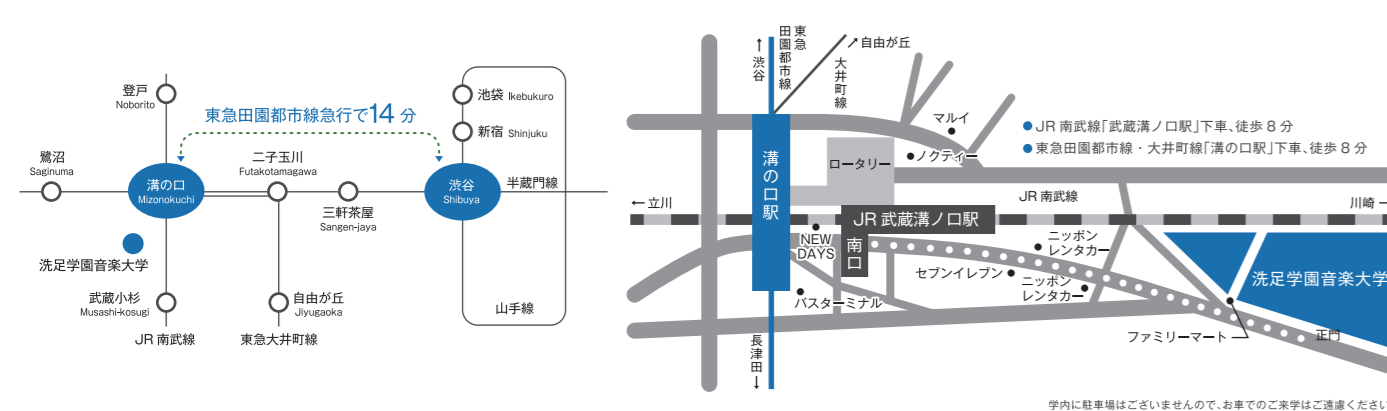 登戸
Noborito
東急田園都市線急行で14 分
池袋 Ikebukuro
新宿 Shinjuku
鷺沼
Saginuma
溝の口
Mizonokuchi
二子玉川
Futakotamagawa
三軒茶屋
Sangen-jaya
渋谷
Shibuya
半蔵門線
洗足学園音楽大学
武蔵小杉
Musashi-kosugi
自由が丘
Jiyugaoka
山手線
JR 南武線
東急大井町線
←渋谷
東急
田園都市線
↗自由が丘
大井町線
マルイ
ノクティー
ロータリー
●JR 南武線「武蔵溝ノ口駅」下車、徒歩 8 分
●東急田園都市線・大井町線「溝の口駅」下車、徒歩 8 分
溝の口駅
←立川
JR 南武線
川崎
JR 武蔵溝ノ口駅
NEW
DAYS
南口
セブンイレブン
ニッポン
レンタカー
ニッポン
レンタカー
洗足学園音楽大学
バスターミナル
ファミリーマート
正門
長津田→
学内に駐車場はございませんので、お車でのご来学はご遠慮ください